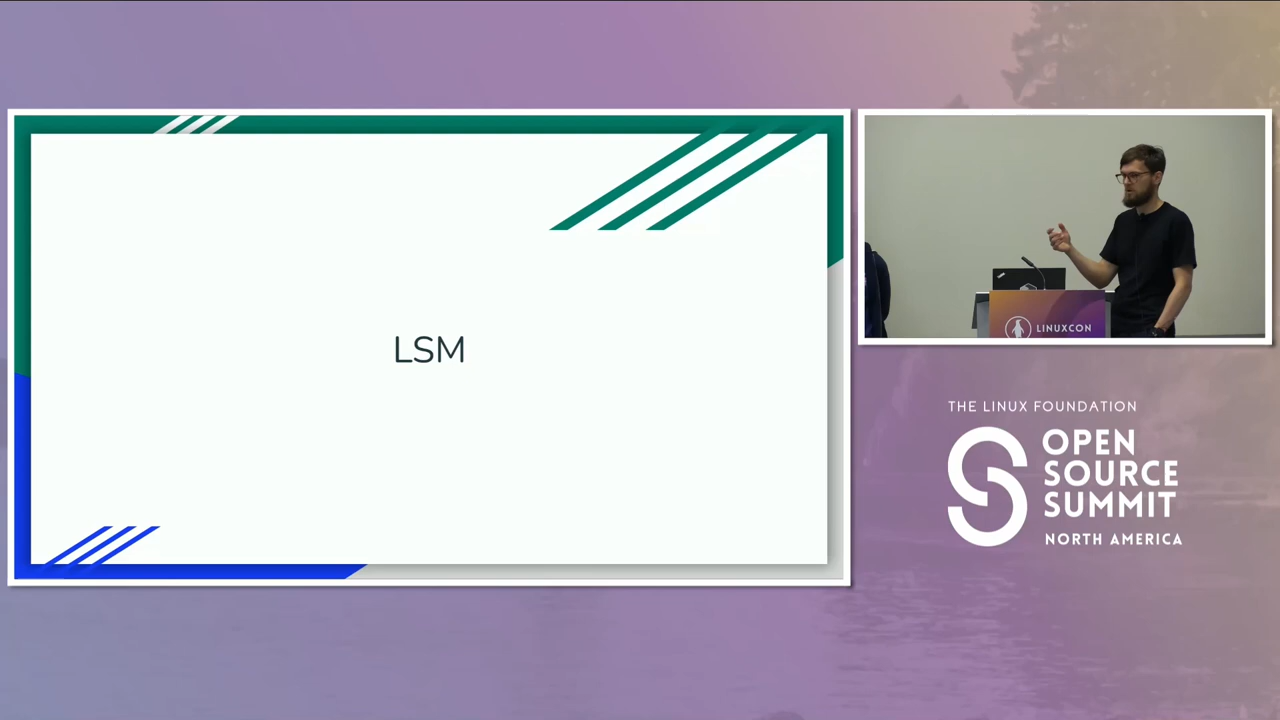 LSM
LINUXCON
THE LINUX FOUNDATION
OPEN
SOURCE
SUMMIT
NORTH AMERICA